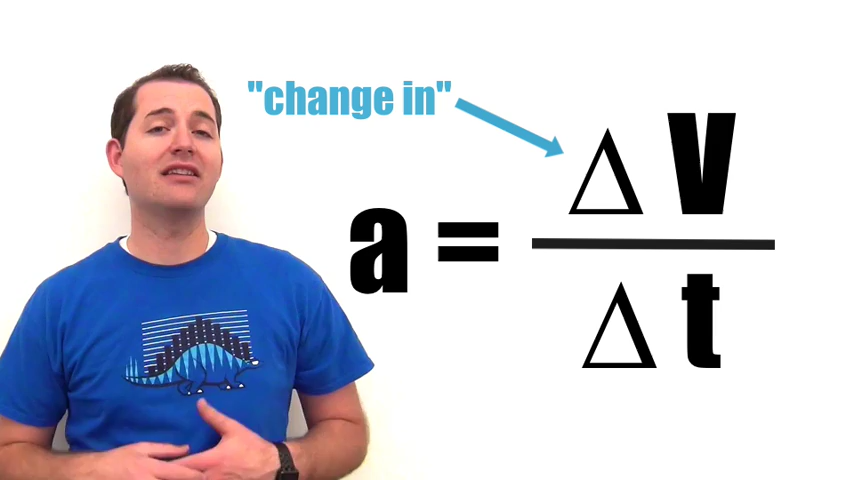 "change in"
a = ΔV
Δt